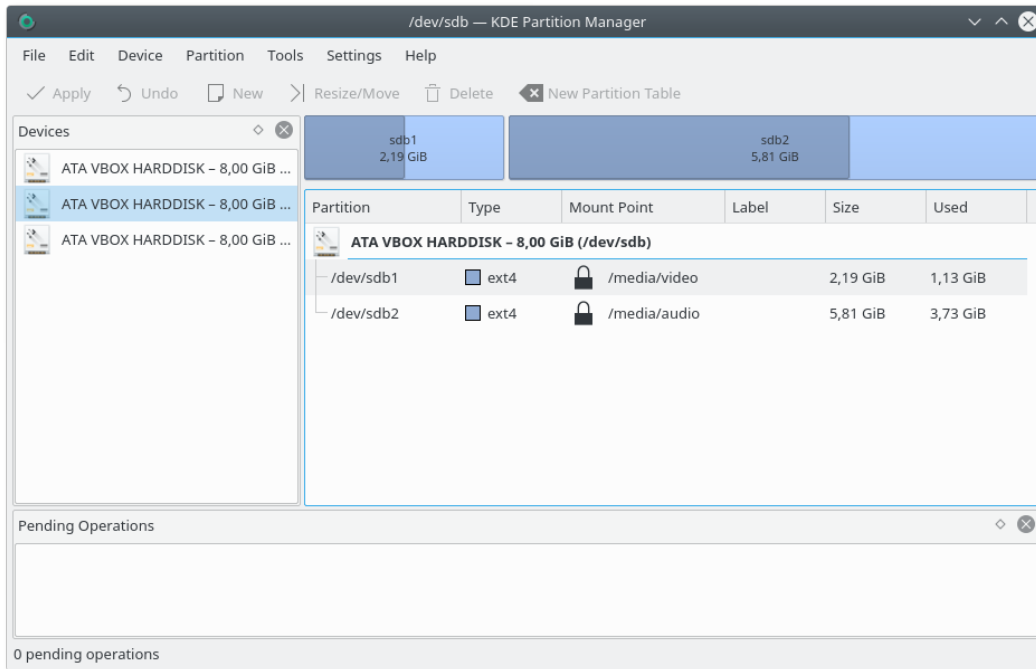 /dev/sdb — KDE Partition Manager
File Edit Device Partition Tools Settings Help
Apply Undo New Resize/Move Delete New Partition Table
Devices
ATA VBOX HARDDISK – 8,00 GiB ...
ATA VBOX HARDDISK – 8,00 GiB ...
ATA VBOX HARDDISK – 8,00 GiB ...
sdb1
2,19 GiB
sdb2
5,81 GiB
Partition Type Mount Point Label Size Used
ATA VBOX HARDDISK – 8,00 GiB (/dev/sdb)
/dev/sdb1 ext4 /media/video 2,19 GiB 1,13 GiB
/dev/sdb2 ext4 /media/audio 5,81 GiB 3,73 GiB
Pending Operations
0 pending operations